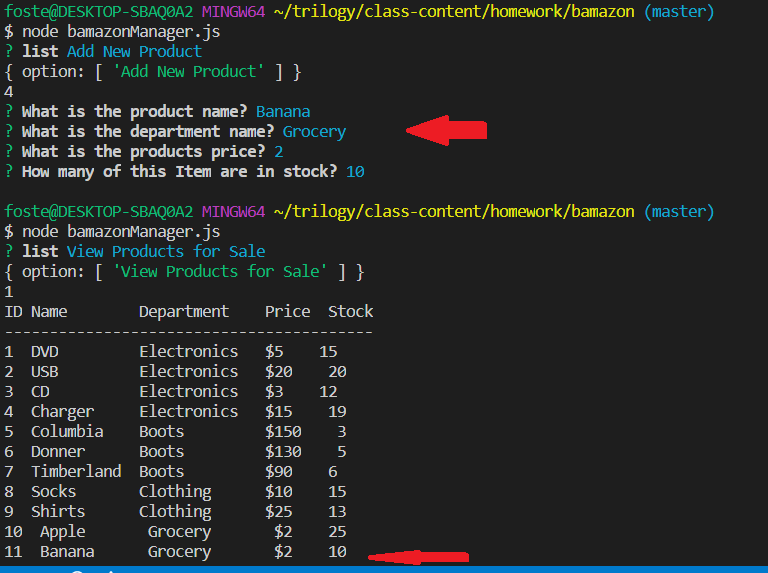 foste@DESKTOP-SBAQ0A2 MINGW64 ~/trilogy/class-content/homework/bamazon (master)
$ node bamazonManager.js
? list Add New Product
{ option: [ 'Add New Product' ] }
4
? What is the product name? Banana
? What is the department name? Grocery
? What is the products price? 2
? How many of this Item are in stock? 10

foste@DESKTOP-SBAQ0A2 MINGW64 ~/trilogy/class-content/homework/bamazon (master)
$ node bamazonManager.js
? list View Products for Sale
{ option: [ 'View Products for Sale' ] }
1
ID Name        Department    Price  Stock
-----------------------------------------
1  DVD         Electronics   $5    15
2  USB         Electronics   $20    20
3  CD          Electronics   $3    12
4  Charger     Electronics   $15    19
5  Columbia    Boots         $150    3
6  Donner      Boots         $130    5
7  Timberland  Boots         $90    6
8  Socks       Clothing      $10    15
9  Shirts      Clothing      $25    13
10  Apple       Grocery       $2    25
11  Banana      Grocery       $2    10